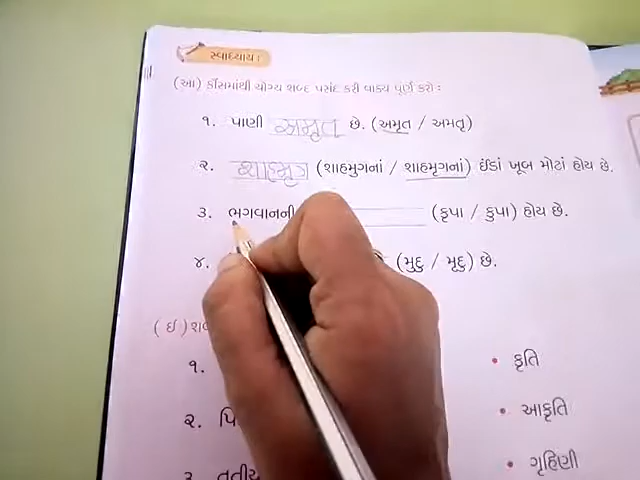 સ્વાધ્યાય :
(આ) કૌંસમાંથી યોગ્ય શબ્દ પસંદ કરી વાક્ય પૂર્ણ કરો :
૧. પાણી અમૃત છે. (અમૃત / અમતૃ)
૨. શાહમૃગ (શાહમુગનાં / શાહમૃગનાં) ઈંડાં ખૂબ મોટાં હોય છે.
૩. ભગવાનની (કૃપા / કુપા) હોય છે.
૪. (મુદુ / મૃદુ) છે.
(ઈ)
૧. • કૃતિ
૨. • આકૃતિ
૩. • ગૃહિણી